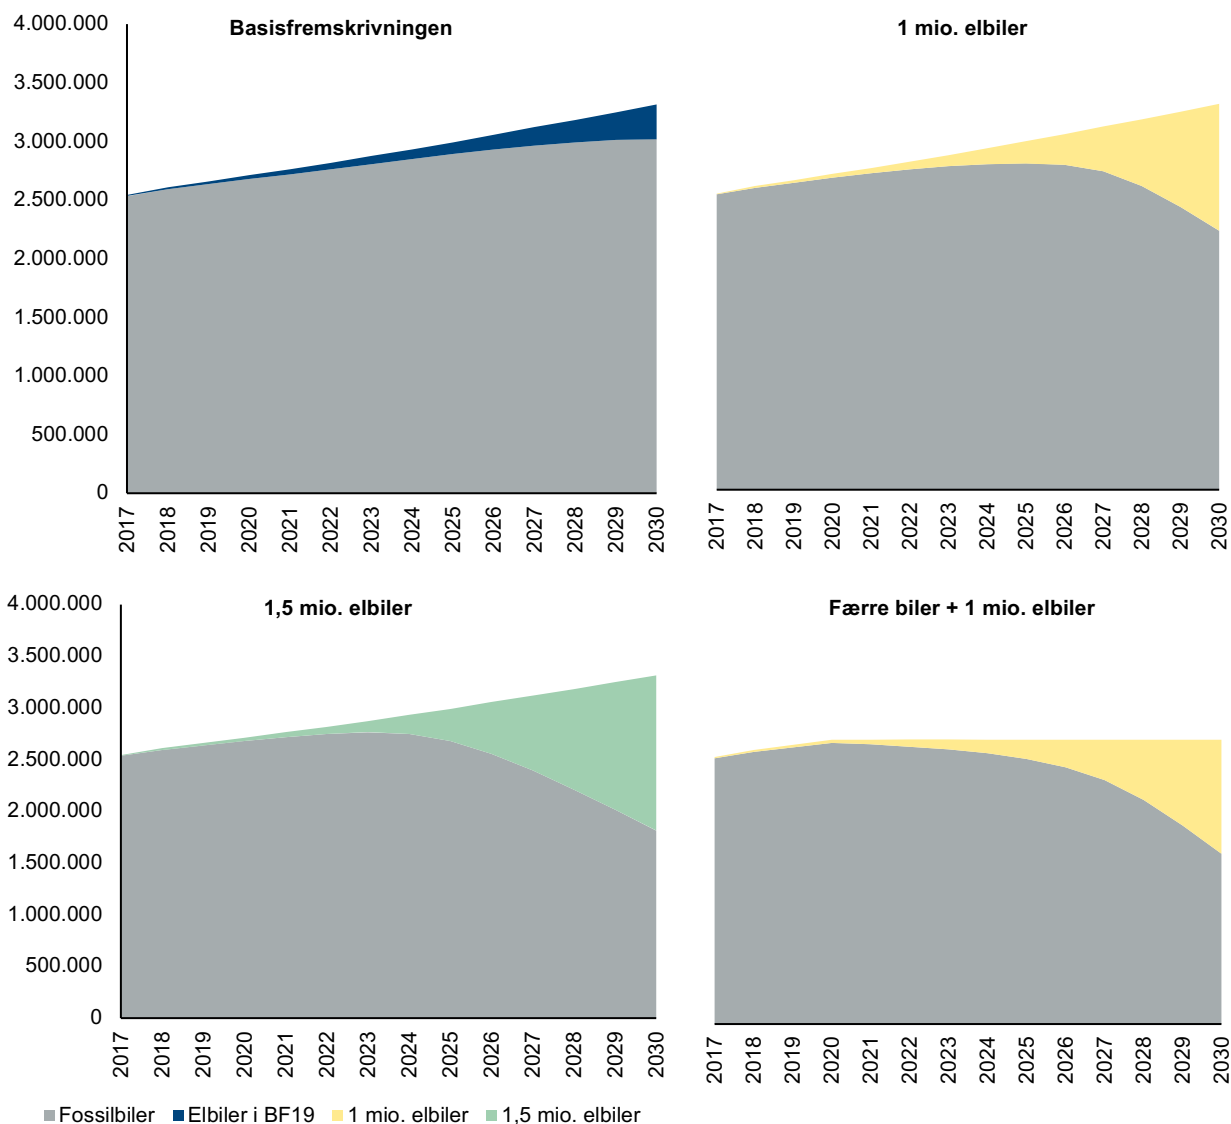 Basisfremskrivningen
4.000.000
3.500.000
3.000.000
2.500.000
2.000.000
1.500.000
1.000.000
500.000
0
2017 2018 2019 2020 2021 2022 2023 2024 2025 2026 2027 2028 2029 2030
1 mio. elbiler
2017 2018 2019 2020 2021 2022 2023 2024 2025 2026 2027 2028 2029 2030
1,5 mio. elbiler
4.000.000
3.500.000
3.000.000
2.500.000
2.000.000
1.500.000
1.000.000
500.000
0
2017 2018 2019 2020 2021 2022 2023 2024 2025 2026 2027 2028 2029 2030
Færre biler + 1 mio. elbiler
2017 2018 2019 2020 2021 2022 2023 2024 2025 2026 2027 2028 2029 2030
Fossilbiler Elbiler i BF19 1 mio. elbiler 1,5 mio. elbiler